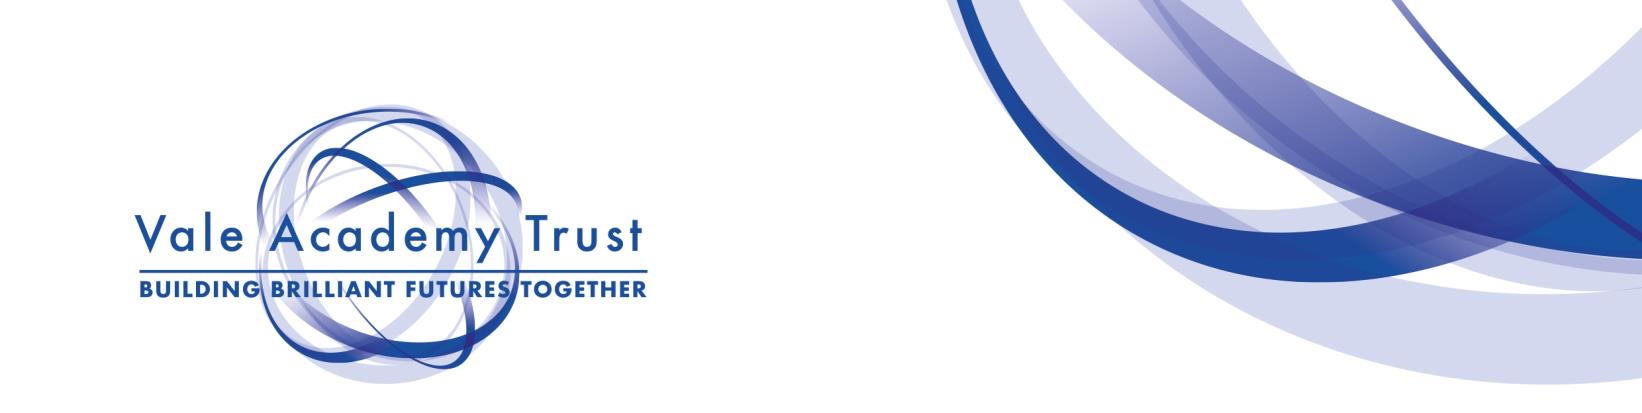 Vale Academy Trust
BUILDING BRILLIANT FUTURES TOGETHER